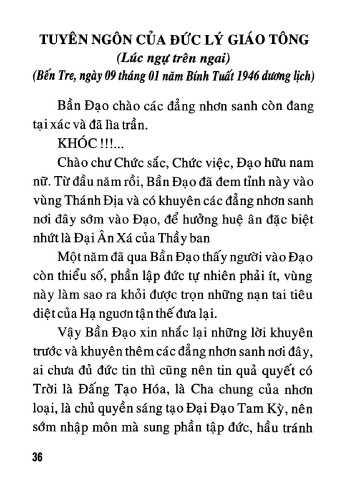 TUYÊN NGÔN CỦA ĐỨC LÝ GIÁO TÔNG
(Lúc ngự trên ngai)
(Bến Tre, ngày 09 tháng 01 năm Bính Tuất 1946 dương lịch)
Bần Đạo chào các đẳng nhơn sanh còn đang
tại xác và đã lìa trần.
KHÓC !!!...
Chào chư Chức sắc, Chức việc, Đạo hữu nam
nữ. Từ đầu năm rồi, Bần Đạo đã đem tỉnh này vào
vùng Thánh Địa và có khuyên các đẳng nhơn sanh
nơi đây sớm vào Đạo, để hưởng huệ ân đặc biệt
nhứt là Đại Ân Xá của Thầy ban
Một năm đã qua Bần Đạo thấy người vào Đạo
còn thiểu số, phần lập đức tự nhiên phải ít, vùng
này làm sao ra khỏi được trọn những nạn tai tiêu
diệt của Hạ nguơn tận thế đưa lại.
Vậy Bần Đạo xin nhắc lại những lời khuyên
trước và khuyên thêm các đẳng nhơn sanh nơi đây,
ai chưa đủ đức tin thì cũng nên tin quả quyết có
Trời là Đấng Tạo Hóa, là Cha chung của nhơn
loại, là chủ quyền sáng tạo Đại Đạo Tam Kỳ, nên
sớm nhập môn mà sung phần tập đức, hầu tránh
36